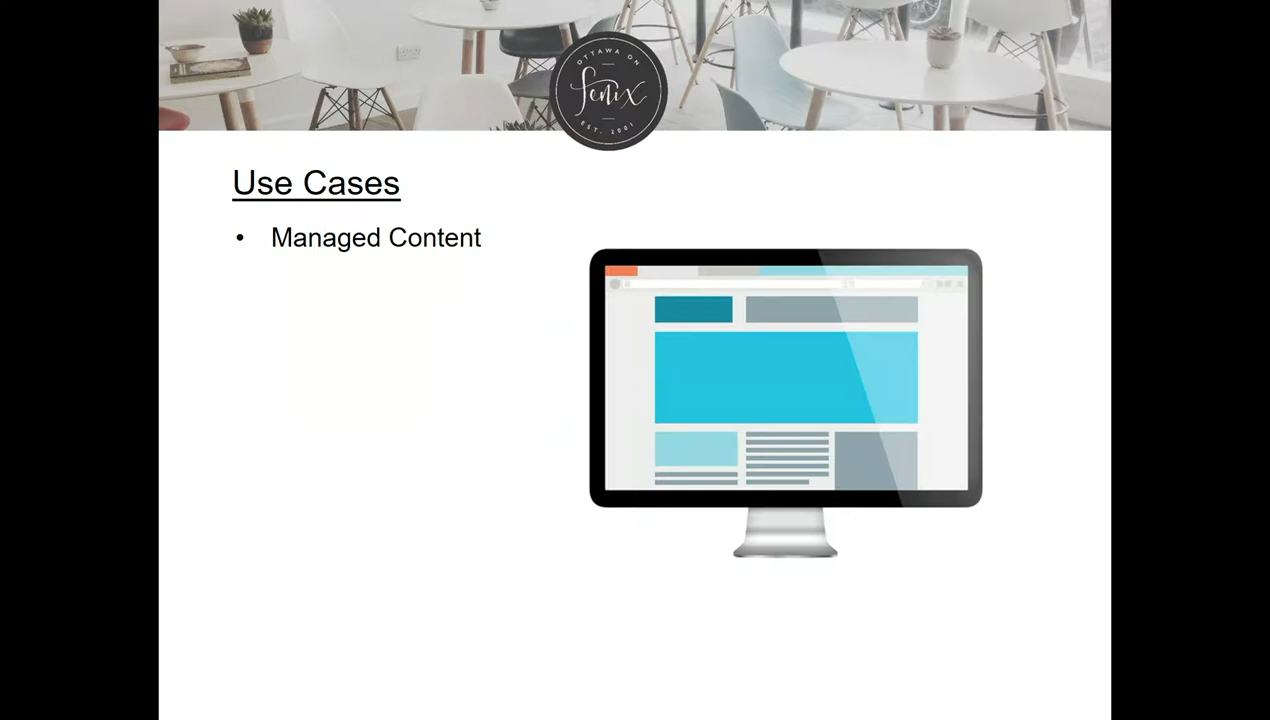 OTTAWA ON
fenix
EST. 2001
Use Cases
• Managed Content